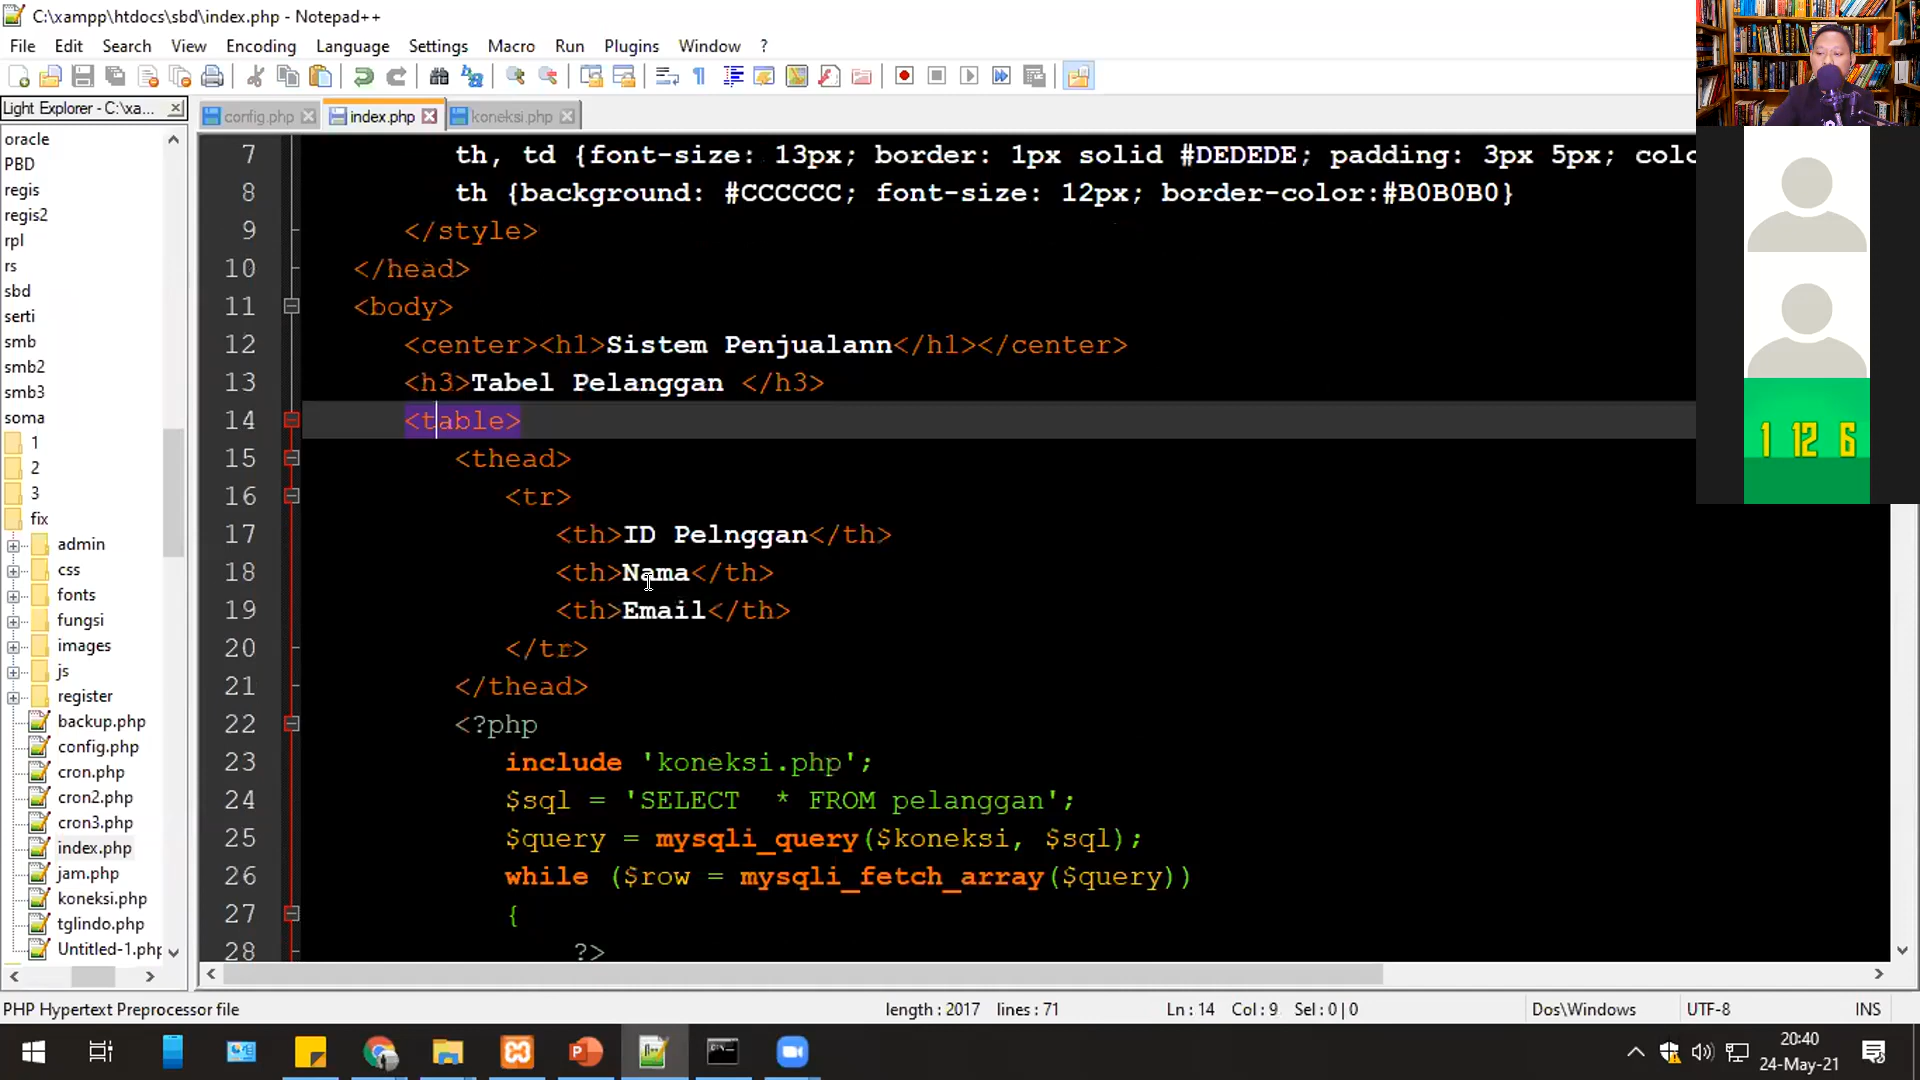 C:\xampp\htdocs\sbd\index.php - Notepad++
File Edit Search View Encoding Language Settings Macro Run Plugins Window ?
Light Explorer - C:\xa...
config.php index.php koneksi.php
oracle
PBD
regis
regis2
rpl
rs
sbd
serti
smb
smb2
smb3
soma
1
2
3
fix
admin
css
fonts
fungsi
images
js
register
backup.php
config.php
cron.php
cron2.php
cron3.php
index.php
jam.php
koneksi.php
tglindo.php
Untitled-1.php
7 th, td {font-size: 13px; border: 1px solid #DEDEDE; padding: 3px 5px; colo
8 th {background: #CCCCCC; font-size: 12px; border-color:#B0B0B0}
9 </style>
10 </head>
11 <body>
12 <center><h1>Sistem Penjualann</h1></center>
13 <h3>Tabel Pelanggan </h3>
14 <table>
15 <thead>
16 <tr>
17 <th>ID Pelnggan</th>
18 <th>Nama</th>
19 <th>Email</th>
20 </tr>
21 </thead>
22 <?php
23 include 'koneksi.php';
24 $sql = 'SELECT  * FROM pelanggan';
25 $query = mysqli_query($koneksi, $sql);
26 while ($row = mysqli_fetch_array($query))
27 {
28 ?>
1 12 6
PHP Hypertext Preprocessor file length : 2017 lines : 71 Ln : 14 Col : 9 Sel : 0 | 0 Dos\Windows UTF-8 INS
20:40
24-May-21